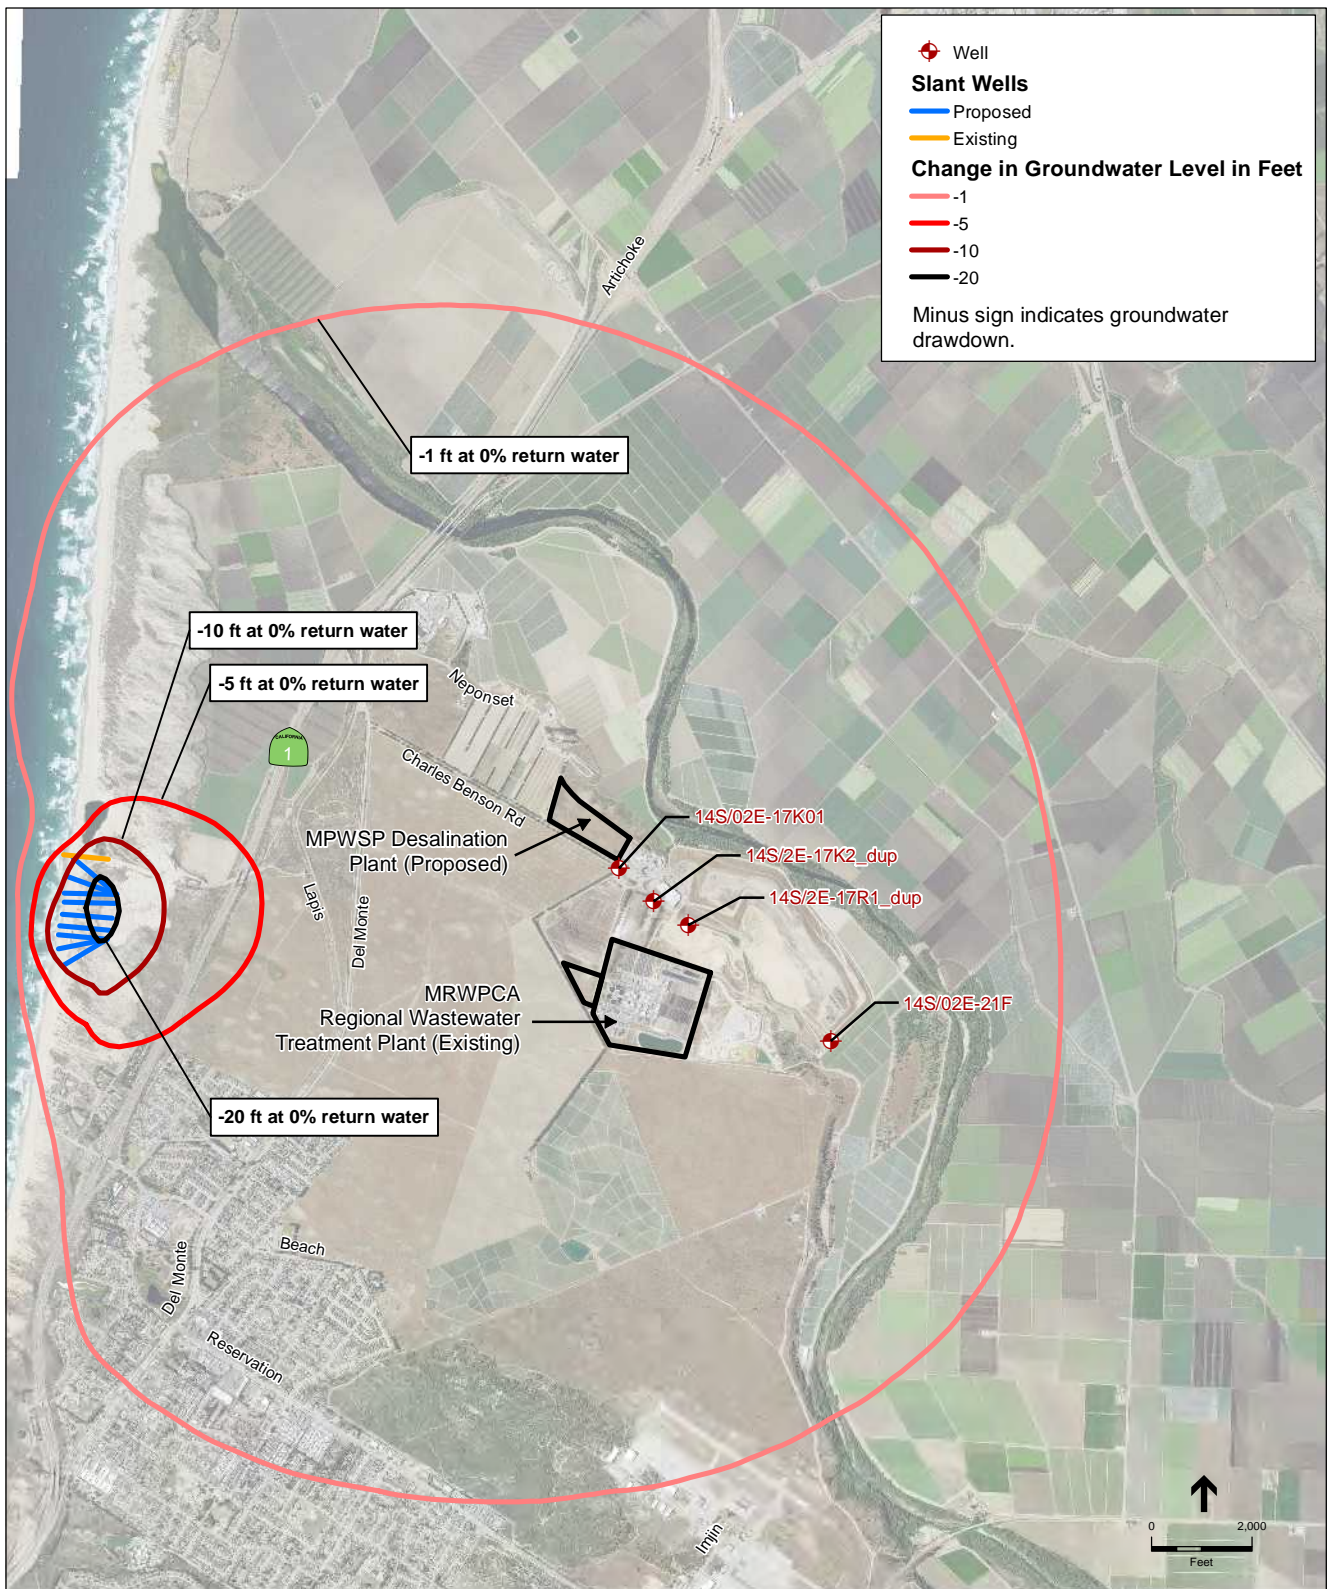 Well
Slant Wells
Proposed
Existing
Change in Groundwater Level in Feet
-1
-5
-10
-20
Minus sign indicates groundwater
drawdown.
Artichoke
-1 ft at 0% return water
-10 ft at 0% return water
-5 ft at 0% return water
Neponset
CALIFORNIA
1
Charles Benson Rd
14S/02E-17K01
MPWSP Desalination
Plant (Proposed)
14S/2E-17K2_dup
14S/2E-17R1_dup
Lapis
Del Monte
MRWPCA
Regional Wastewater
Treatment Plant (Existing)
14S/02E-21F
-20 ft at 0% return water
Beach
Del Monte
Reservation
Imjin
0 2,000
Feet